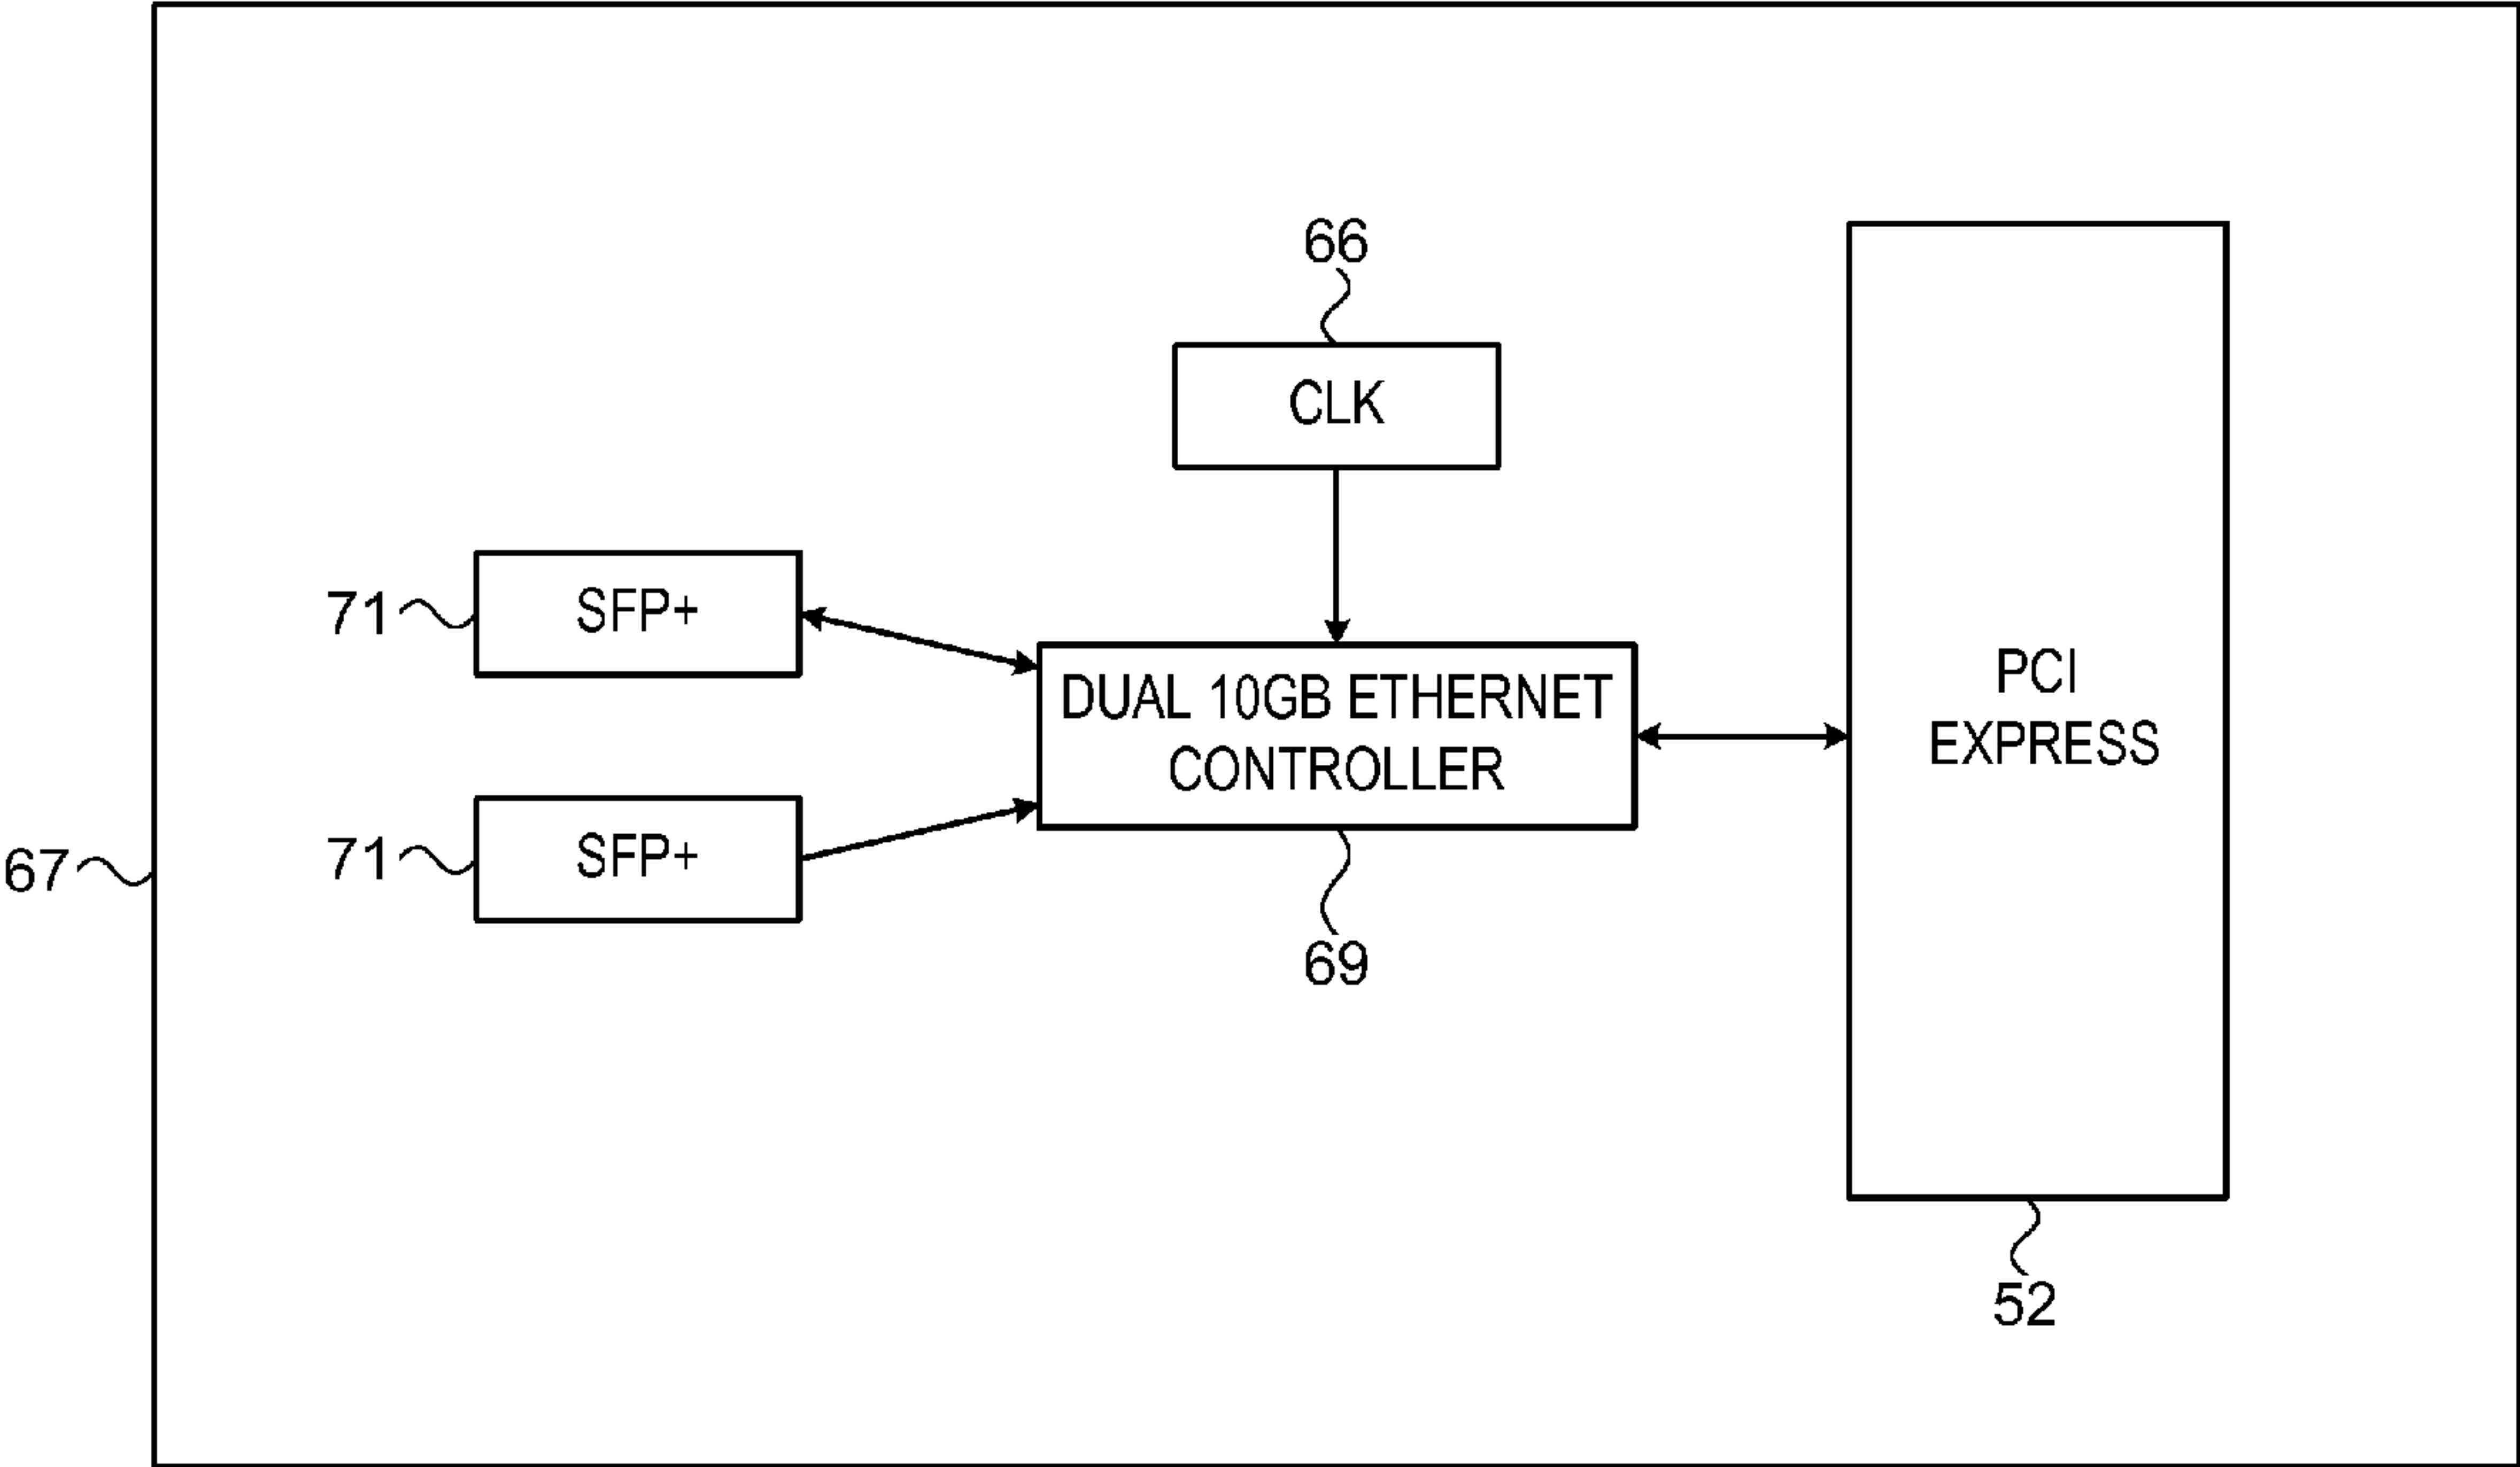 66
CLK
71
SFP+
DUAL 10GB ETHERNET
CONTROLLER
PCI
EXPRESS
71
SFP+
67
69
52